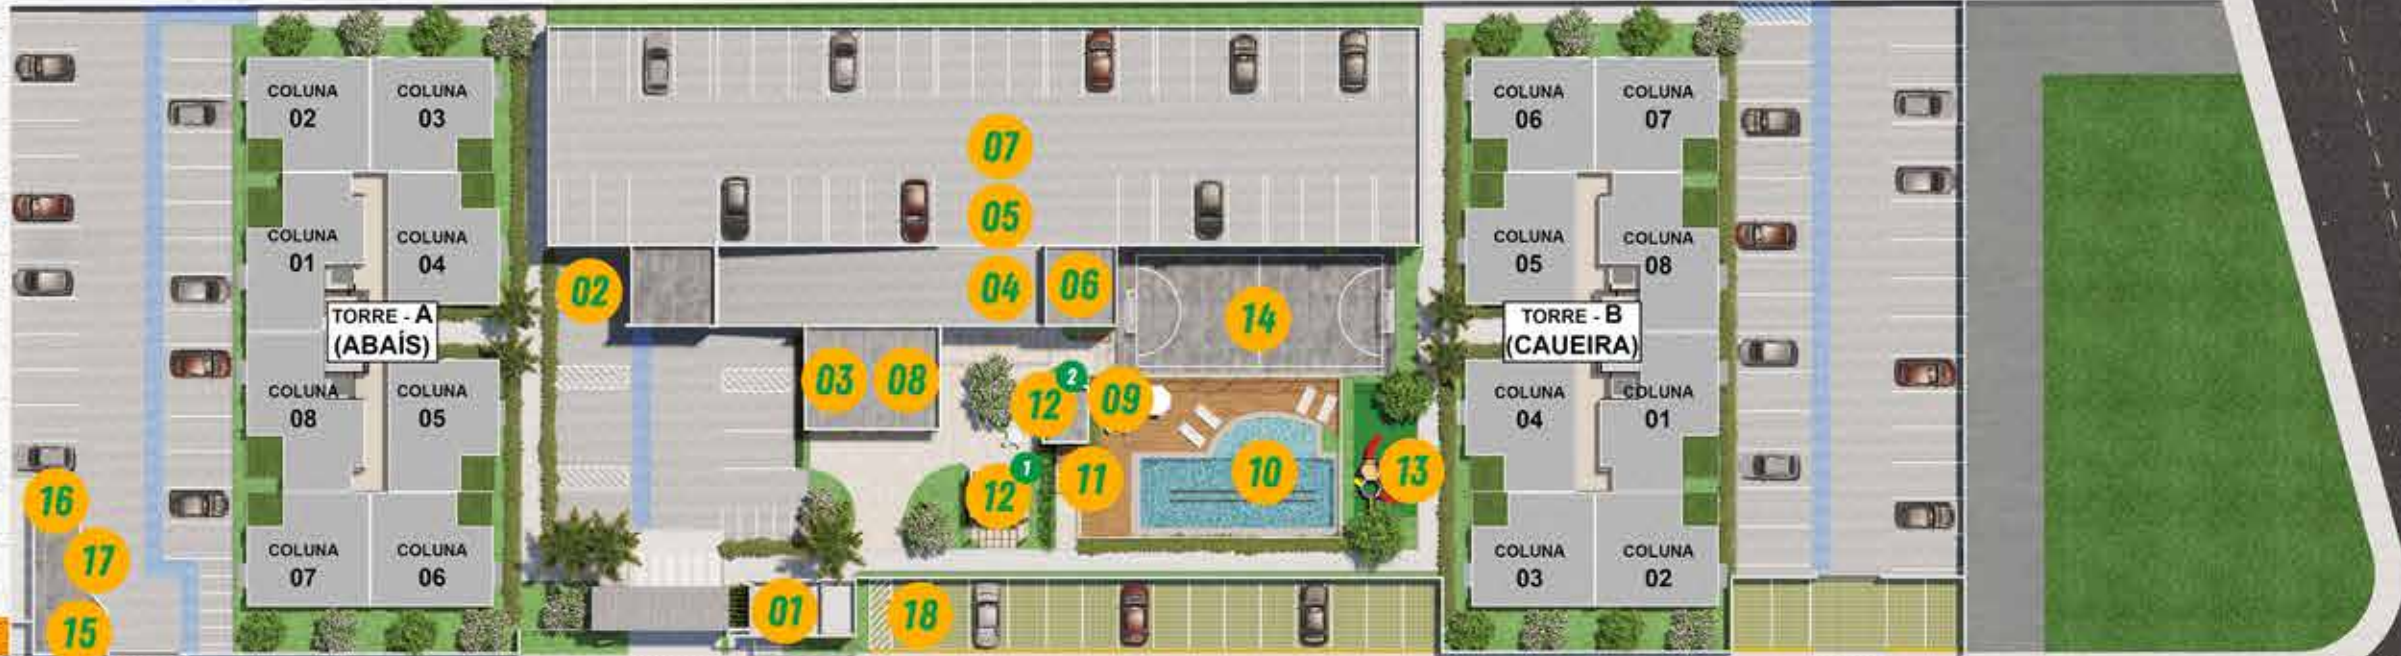 COLUNA
02
COLUNA
03
COLUNA
01
COLUNA
04
TORRE - A
(ABAÍS)
COLUNA
08
COLUNA
05
COLUNA
07
COLUNA
06
16
17
15
07
05
02
04
06
14
03
08
12
2
09
12
1
11
10
13
01
18
COLUNA
06
COLUNA
07
COLUNA
05
COLUNA
08
TORRE - B
(CAUEIRA)
COLUNA
04
COLUNA
01
COLUNA
03
COLUNA
02